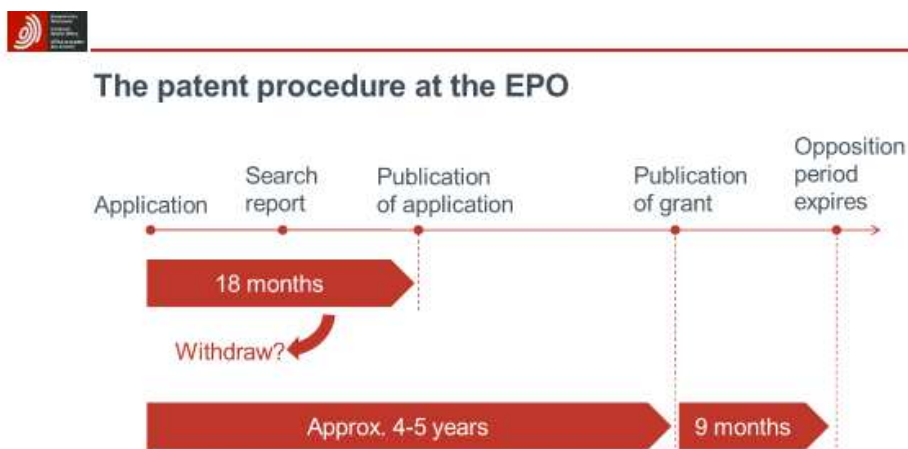 The patent procedure at the EPO
Application
Search
report
Publication
of application
Publication
of grant
Opposition
period
expires
18 months
Withdraw?
Approx. 4-5 years
9 months